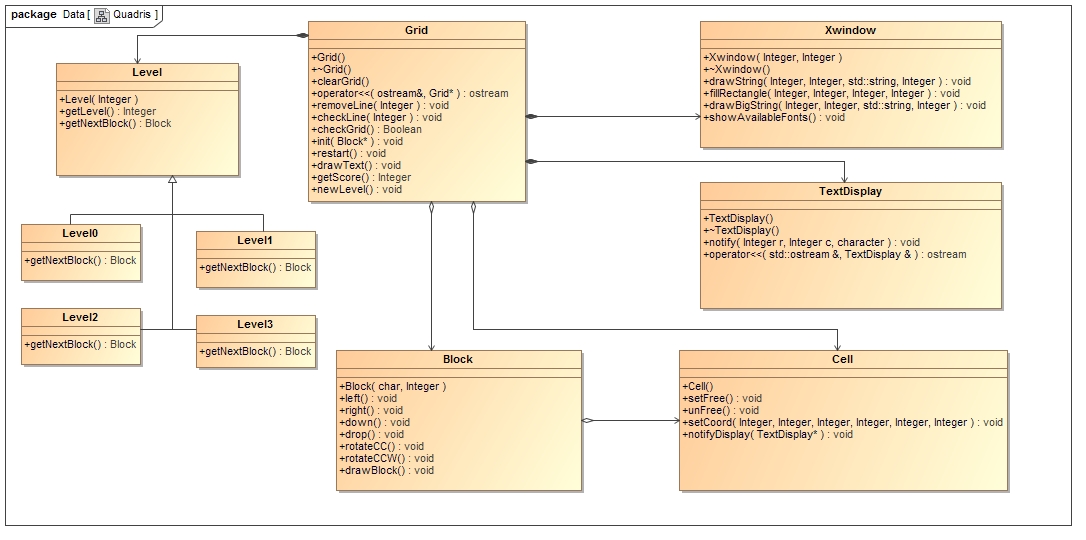 package Data [ Quadris ]
Grid
+Grid()
+~Grid()
+clearGrid()
+operator<<( ostream&, Grid* ) : ostream
+removeLine( Integer ) : void
+checkLine( Integer ) : void
+checkGrid() : Boolean
+init( Block* ) : void
+restart() : void
+drawText() : void
+getScore() : Integer
+newLevel() : void
Xwindow
+Xwindow( Integer, Integer )
+~Xwindow()
+drawString( Integer, Integer, std::string, Integer ) : void
+fillRectangle( Integer, Integer, Integer, Integer, Integer ) : void
+drawBigString( Integer, Integer, std::string, Integer ) : void
+showAvailableFonts() : void
Level
+Level( Integer )
+getLevel() : Integer
+getNextBlock() : Block
TextDisplay
+TextDisplay()
+~TextDisplay()
+notify( Integer r, Integer c, character ) : void
+operator<<( std::ostream &, TextDisplay & ) : ostream
Level0
+getNextBlock() : Block
Level1
+getNextBlock() : Block
Level2
+getNextBlock() : Block
Level3
+getNextBlock() : Block
Block
+Block( char, Integer )
+left() : void
+right() : void
+down() : void
+drop() : void
+rotateCC() : void
+rotateCCW() : void
+drawBlock() : void
Cell
+Cell()
+setFree() : void
+unFree() : void
+setCoord( Integer, Integer, Integer, Integer, Integer, Integer ) : void
+notifyDisplay( TextDisplay* ) : void